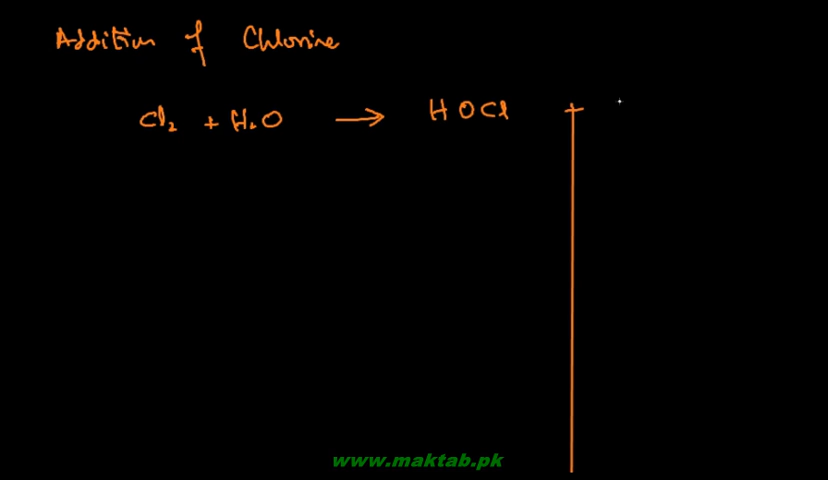 Addition of Chlorine
Cl₂ + H₂O → HOCl +
www.maktab.pk